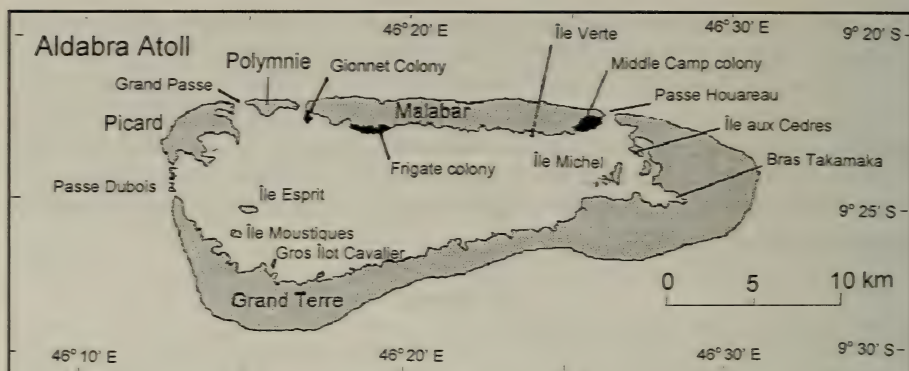 46° 20' E
46° 30' E
9° 20' S
Aldabra Atoll
Île Verte
Polymnie
Gionnet Colony
Middle Camp colony
Grand Passe
Passe Houareau
Picard
Malabar
Île aux Cedres
Frigate colony
Île Michel
Bras Takamaka
Passe Dubois
Île Esprit
9° 25' S
Île Moustiques
Gros Îlot Cavalier
0 5 10 km
Grand Terre
46° 10' E
46° 20' E
46° 30' E
9° 30' S